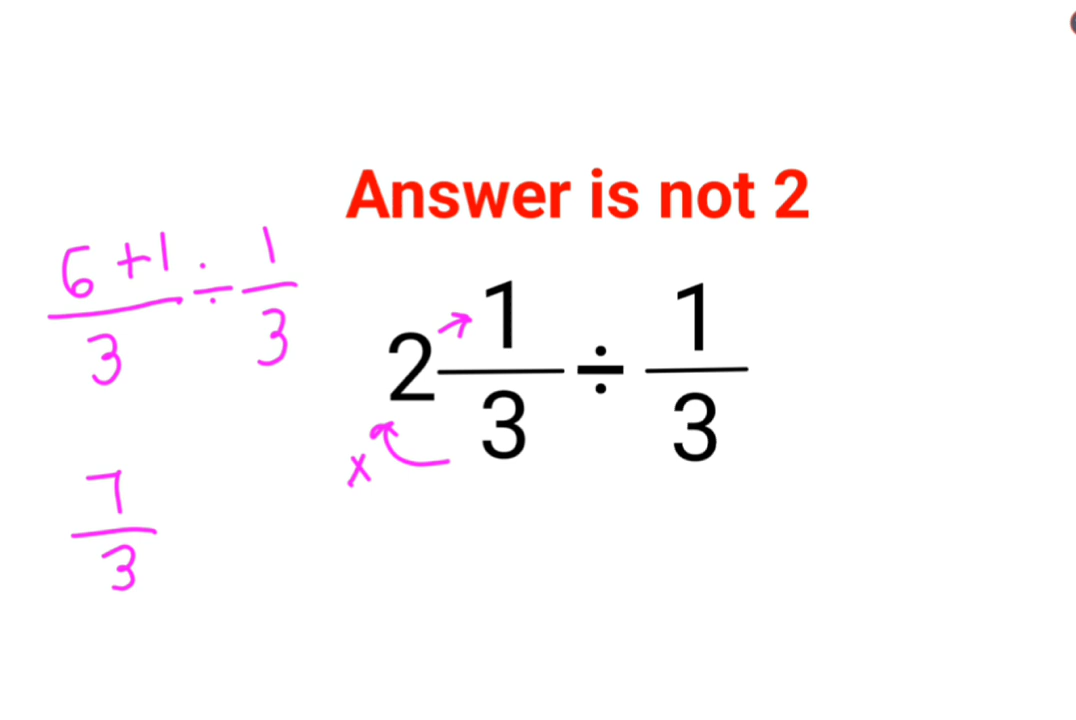 Answer is not 2
2 1/3 ÷ 1/3
×
6+1/3 ÷ 1/3
7/3